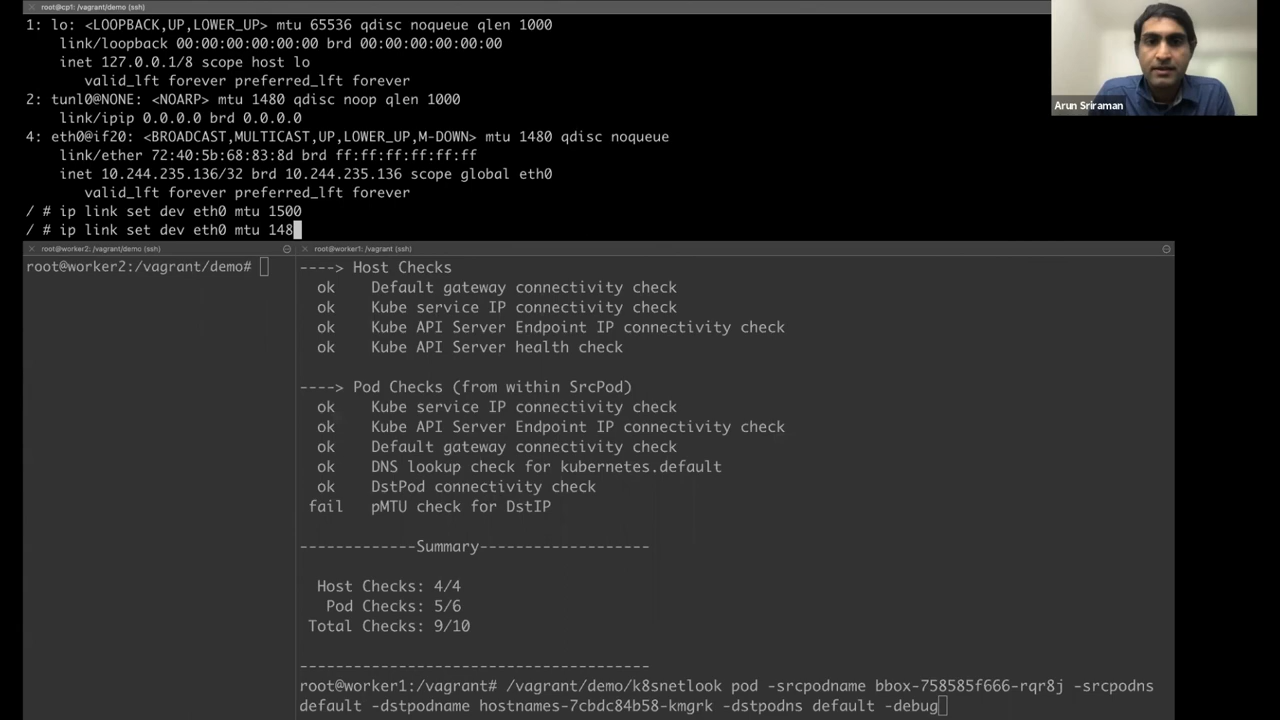 root@cp1:/vagrant/demo (ssh)
1: lo: <LOOPBACK,UP,LOWER_UP> mtu 65536 qdisc noqueue qlen 1000
link/loopback 00:00:00:00:00:00 brd 00:00:00:00:00:00
inet 127.0.0.1/8 scope host lo
valid_lft forever preferred_lft forever
2: tunl0@NONE: <NOARP> mtu 1480 qdisc noop qlen 1000
link/ipip 0.0.0.0 brd 0.0.0.0
4: eth0@if20: <BROADCAST,MULTICAST,UP,LOWER_UP,M-DOWN> mtu 1480 qdisc noqueue
link/ether 72:40:5b:68:83:8d brd ff:ff:ff:ff:ff:ff
inet 10.244.235.136/32 brd 10.244.235.136 scope global eth0
valid_lft forever preferred_lft forever
/ # ip link set dev eth0 mtu 1500
/ # ip link set dev eth0 mtu 148
Arun Sriraman
root@worker2: /vagrant/demo (ssh)
root@worker2:/vagrant/demo#
root@worker1: /vagrant (ssh)
----> Host Checks
ok Default gateway connectivity check
ok Kube service IP connectivity check
ok Kube API Server Endpoint IP connectivity check
ok Kube API Server health check
----> Pod Checks (from within SrcPod)
ok Kube service IP connectivity check
ok Kube API Server Endpoint IP connectivity check
ok Default gateway connectivity check
ok DNS lookup check for kubernetes.default
ok DstPod connectivity check
fail pMTU check for DstIP
-------------Summary-------------------
Host Checks: 4/4
Pod Checks: 5/6
Total Checks: 9/10
---------------------------------------
root@worker1:/vagrant# /vagrant/demo/k8snetlook pod -srcpodname bbox-758585f666-rqr8j -srcpodns
default -dstpodname hostnames-7cbdc84b58-kmgrk -dstpodns default -debug